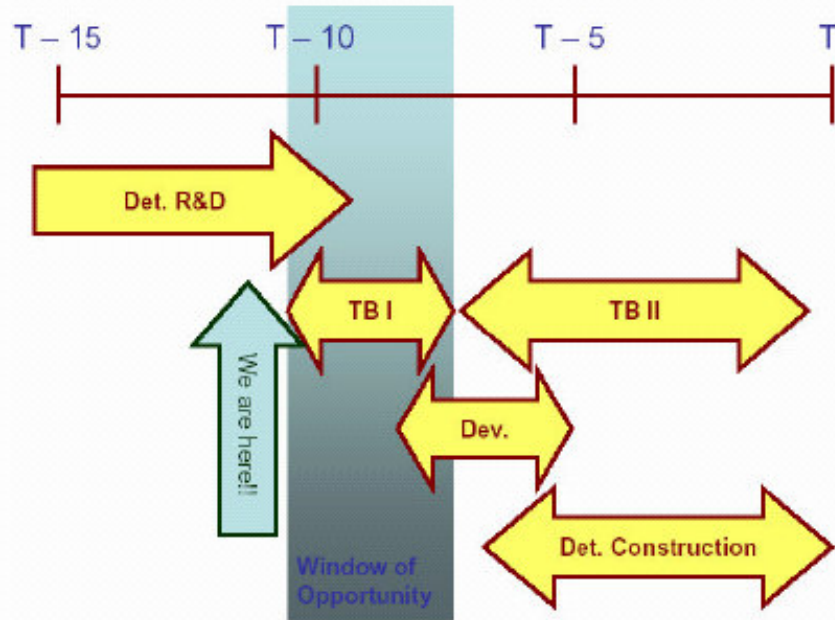 T – 15 T – 10 T – 5 T
Det. R&D
TB I TB II
We are here!!
Dev.
Det. Construction
Window of
Opportunity